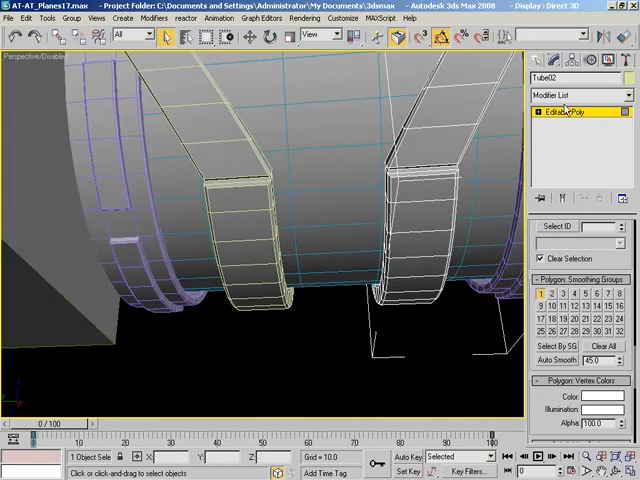 AT-AT_Planes17.max - Project Folder: C:\Documents and Settings\Administrator\My Documents\3dsmax - Autodesk 3ds Max 2008 - Display : Direct 3D
File Edit Tools Group Views Create Modifiers Animation Graph Editors Rendering Customize MAXScript Help
All View
Perspective
Tube02
Modifier List
Editable Poly
Select ID
Clear Selection
- Polygon: Smoothing Groups
1 2 3 4 5 6 7 8
9 10 11 12 13 14 15 16
17 18 19 20 21 22 23 24
25 26 27 28 29 30 31 32
Select By SG Clear All
Auto Smooth 45.0
- Polygon: Vertex Colors
Color:
Illumination:
Alpha: 100.0
0 / 100
0 10 20 30 40 50 60 70 80 90 100
1 Object Selec X: Y: Z: Grid = 10.0 Auto Key Selected
Click or click-and-drag to select objects Add Time Tag Set Key Key Filters... 0